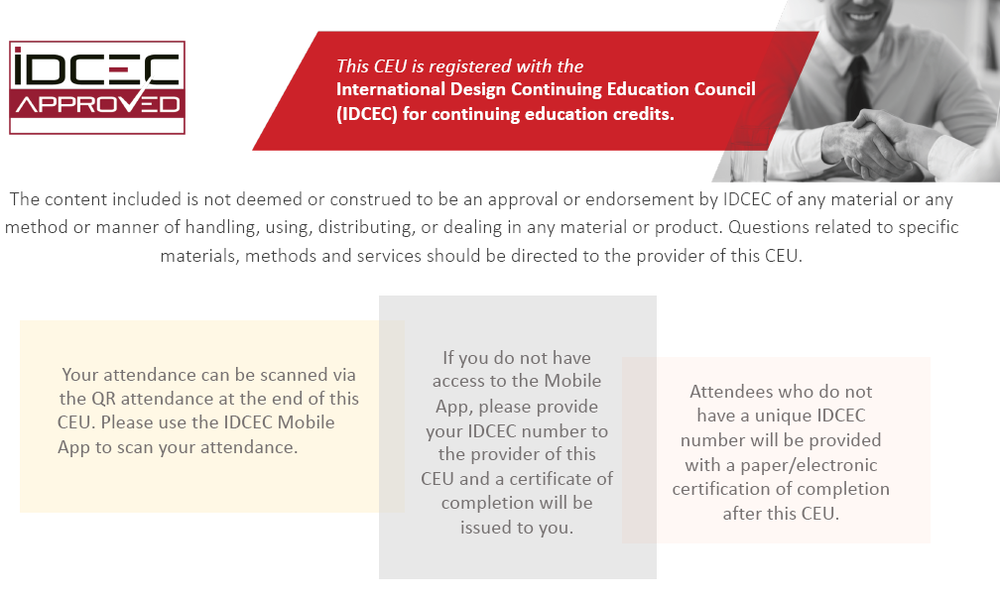 iDCEC
APPROVED
This CEU is registered with the
International Design Continuing Education Council
(IDCEC) for continuing education credits.
The content included is not deemed or construed to be an approval or endorsement by IDCEC of any material or any
method or manner of handling, using, distributing, or dealing in any material or product. Questions related to specific
materials, methods and services should be directed to the provider of this CEU.
Your attendance can be scanned via
the QR attendance at the end of this
CEU. Please use the IDCEC Mobile
App to scan your attendance.
If you do not have
access to the Mobile
App, please provide
your IDCEC number to
the provider of this
CEU and a certificate of
completion will be
issued to you.
Attendees who do not
have a unique IDCEC
number will be provided
with a paper/electronic
certification of completion
after this CEU.